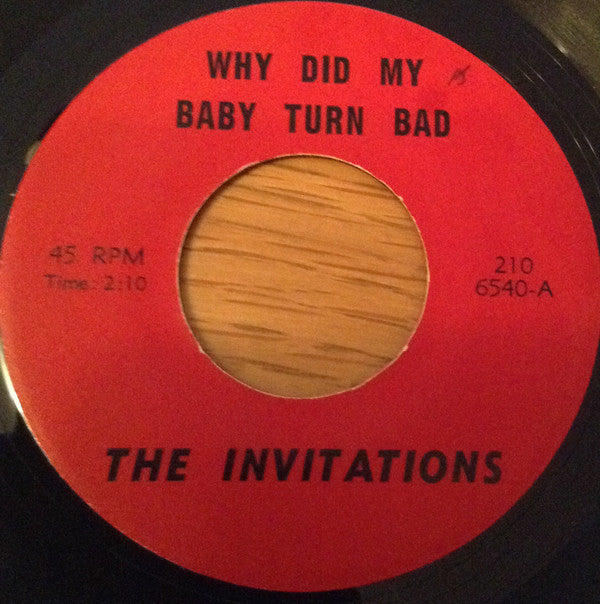 WHY DID MY
BABY TURN BAD
45 RPM
Time: 2:10
210
6540-A
THE INVITATIONS